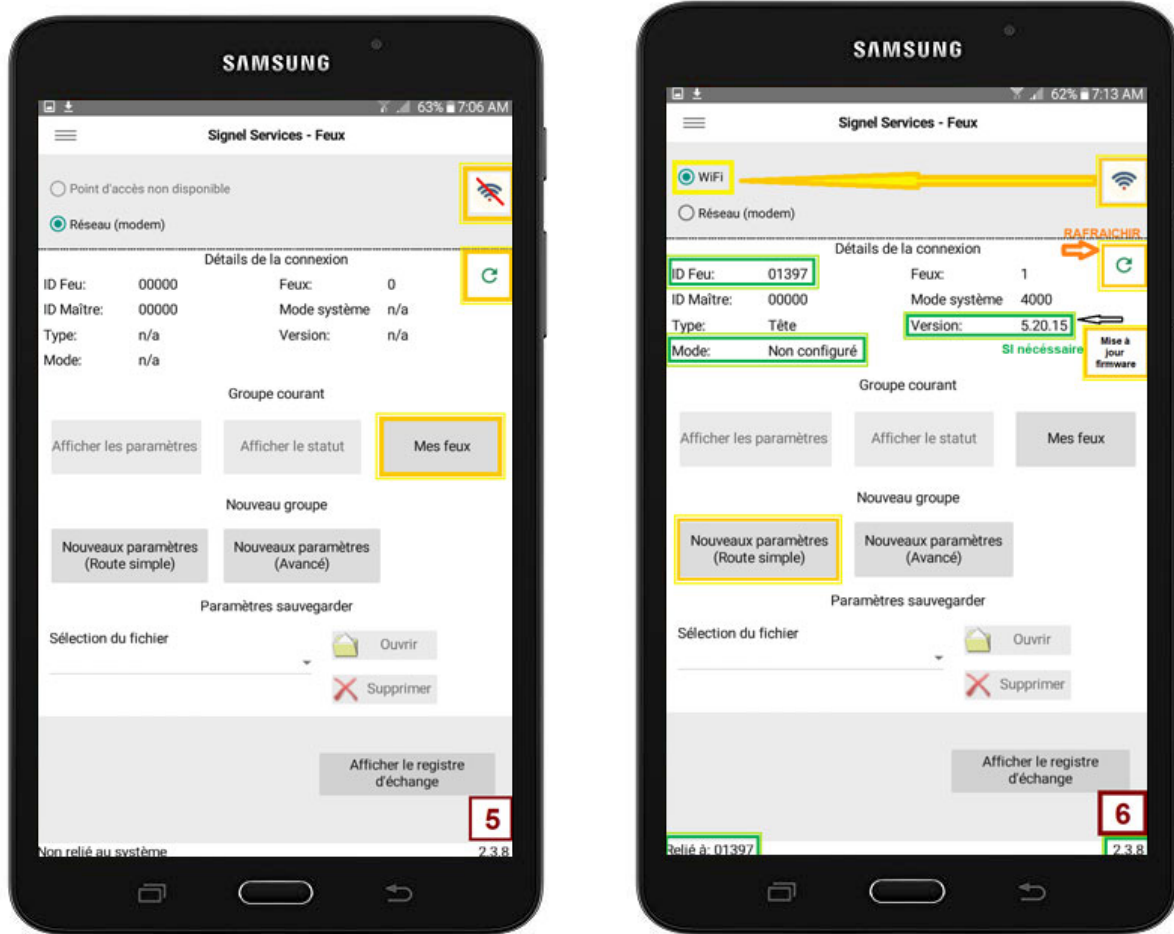 SAMSUNG
63% 7:06 AM
Signel Services - Feux
Point d'accès non disponible
Réseau (modem)
Détails de la connexion
ID Feu: 00000 Feux: 0
ID Maître: 00000 Mode système n/a
Type: n/a Version: n/a
Mode: n/a
Groupe courant
Afficher les paramètres Afficher le statut Mes feux
Nouveau groupe
Nouveaux paramètres Nouveaux paramètres
(Route simple) (Avancé)
Paramètres sauvegarder
Sélection du fichier Ouvrir
Supprimer
Afficher le registre
d'échange
5
Non relié au système 2.3.8
SAMSUNG
62% 7:13 AM
Signel Services - Feux
WiFi
Réseau (modem)
RAFRAICHIR
Détails de la connexion
ID Feu: 01397 Feux: 1
ID Maître: 00000 Mode système 4000
Type: Tête Version: 5.20.15
Mode: Non configuré SI nécéssaire
Mise à
jour
firmware
Groupe courant
Afficher les paramètres Afficher le statut Mes feux
Nouveau groupe
Nouveaux paramètres Nouveaux paramètres
(Route simple) (Avancé)
Paramètres sauvegarder
Sélection du fichier Ouvrir
Supprimer
Afficher le registre
d'échange
6
Relié à: 01397 2.3.8